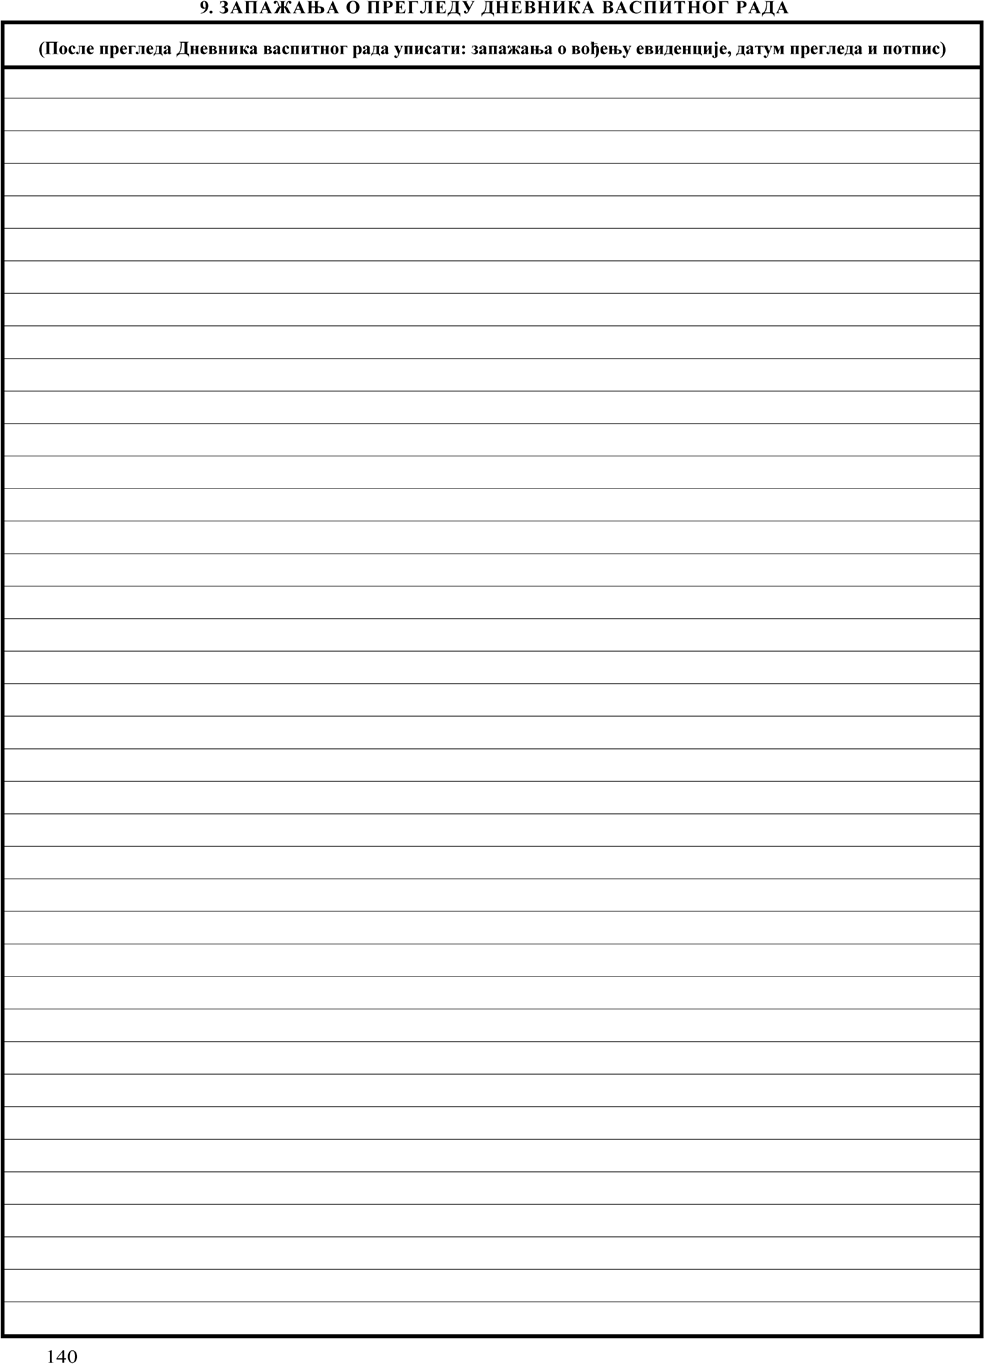 9. ЗАПАЖАЊА О ПРЕГЛЕДУ ДНЕВНИКА ВАСПИТНОГ РАДА
(После прегледа Дневника васпитног рада уписати: запажања о вођењу евиденције, датум прегледа и потпис)
140